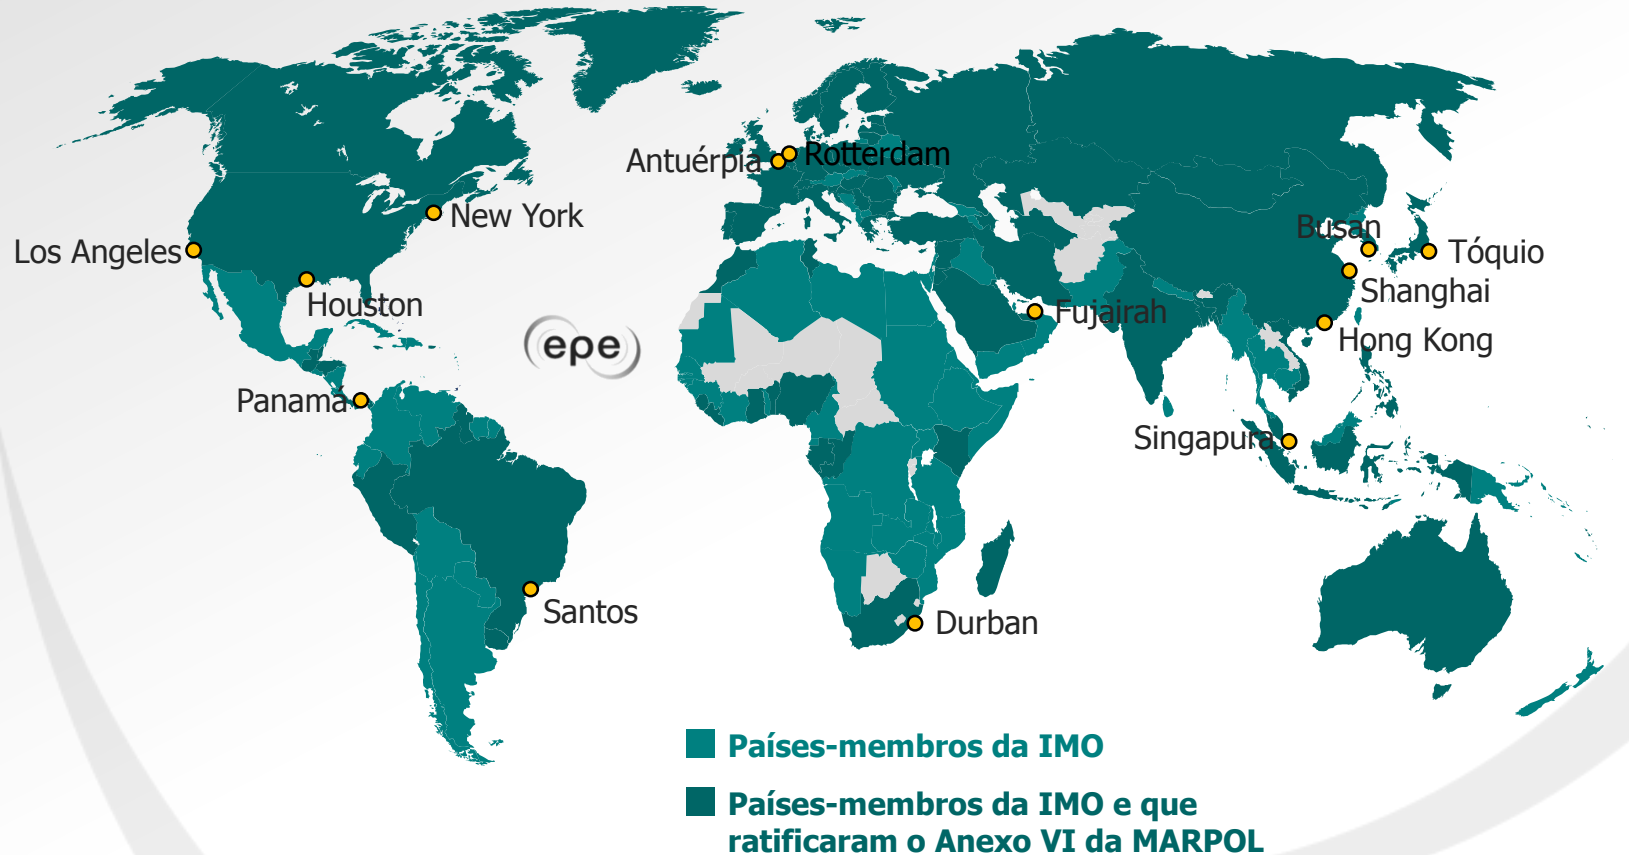 Antuérpia
Rotterdam
New York
Los Angeles
Busan
Tóquio
Houston
Shanghai
Fujairah
epe
Hong Kong
Panamá
Singapura
Santos
Durban
Países-membros da IMO
Países-membros da IMO e que
ratificaram o Anexo VI da MARPOL